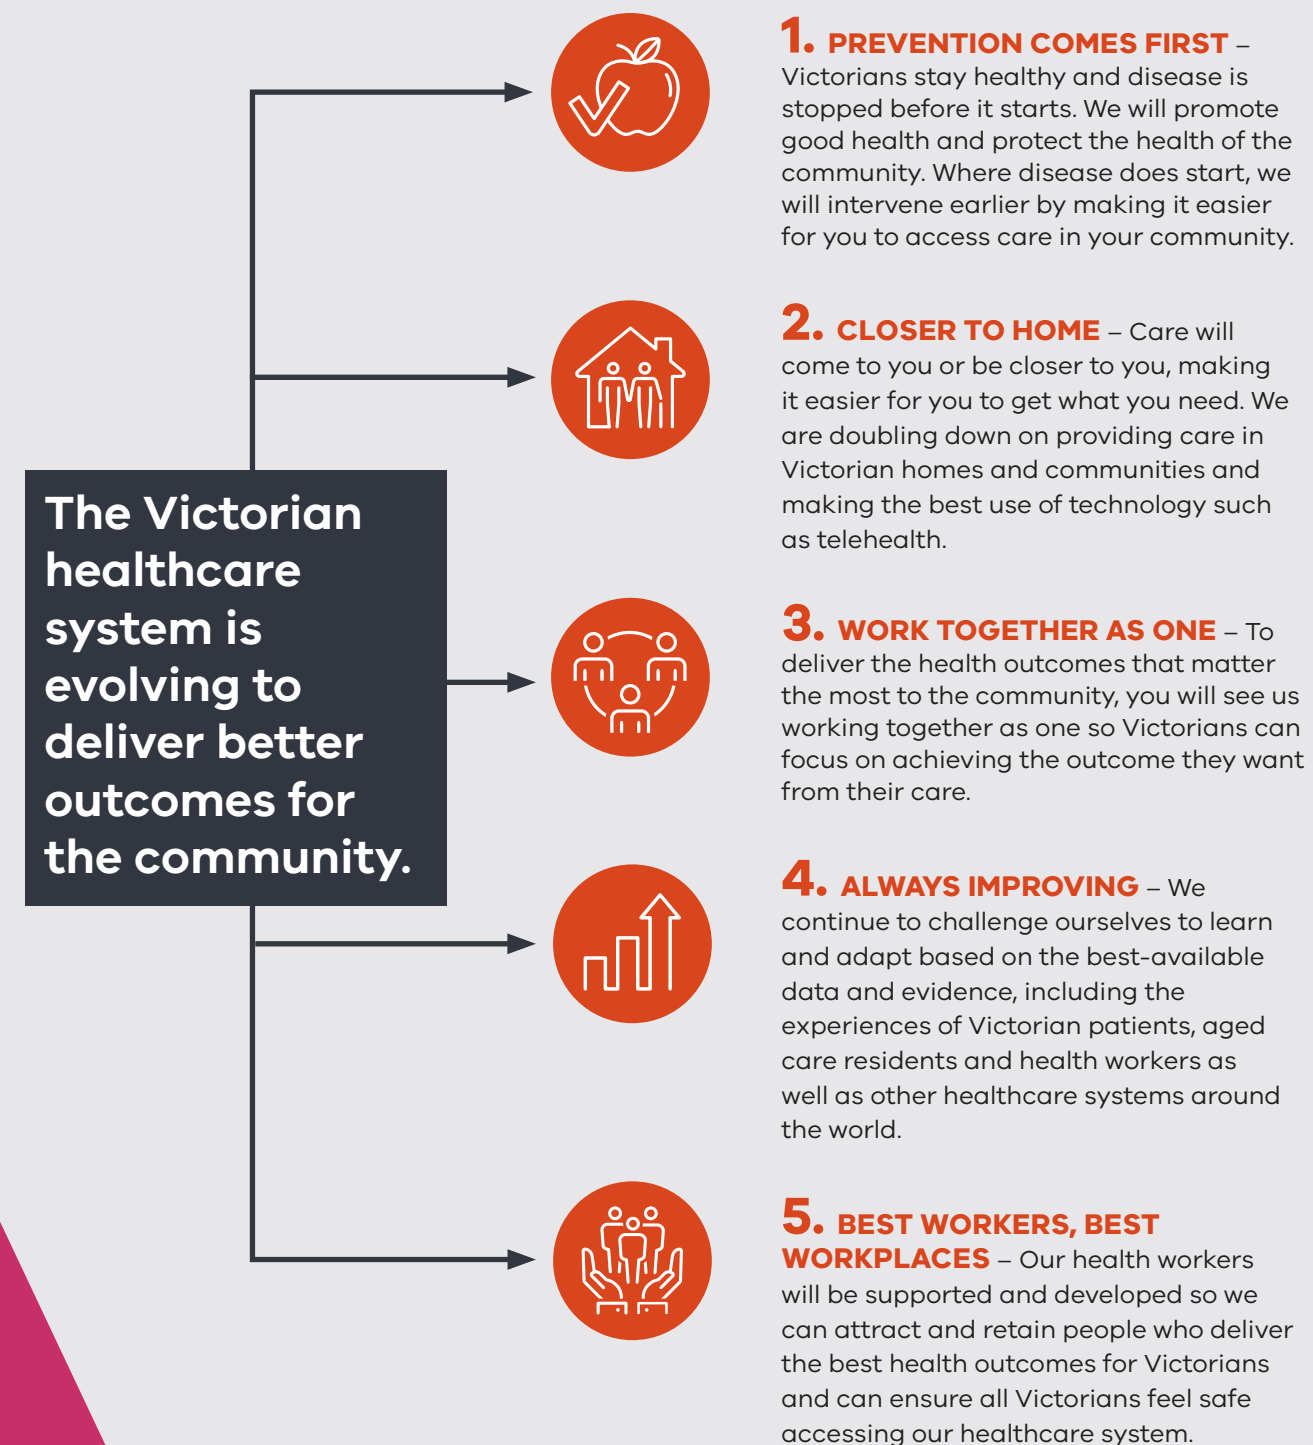 The Victorian
healthcare
system is
evolving to
deliver better
outcomes for
the community.
1. PREVENTION COMES FIRST –
Victorians stay healthy and disease is
stopped before it starts. We will promote
good health and protect the health of the
community. Where disease does start, we
will intervene earlier by making it easier
for you to access care in your community.
2. CLOSER TO HOME – Care will
come to you or be closer to you, making
it easier for you to get what you need. We
are doubling down on providing care in
Victorian homes and communities and
making the best use of technology such
as telehealth.
3. WORK TOGETHER AS ONE – To
deliver the health outcomes that matter
the most to the community, you will see us
working together as one so Victorians can
focus on achieving the outcome they want
from their care.
4. ALWAYS IMPROVING – We
continue to challenge ourselves to learn
and adapt based on the best-available
data and evidence, including the
experiences of Victorian patients, aged
care residents and health workers as
well as other healthcare systems around
the world.
5. BEST WORKERS, BEST
WORKPLACES – Our health workers
will be supported and developed so we
can attract and retain people who deliver
the best health outcomes for Victorians
and can ensure all Victorians feel safe
accessing our healthcare system.